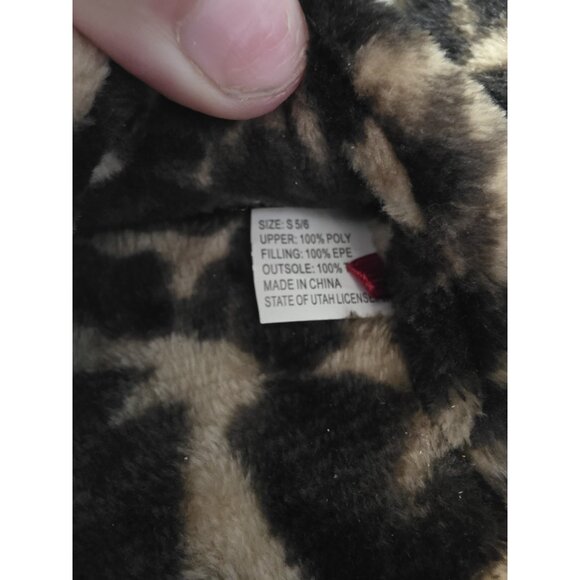 SIZE: S 5/6
UPPER: 100% POLY
FILLING: 100% EPE
OUTSOLE: 100%
MADE IN CHINA
STATE OF UTAH LICENSE